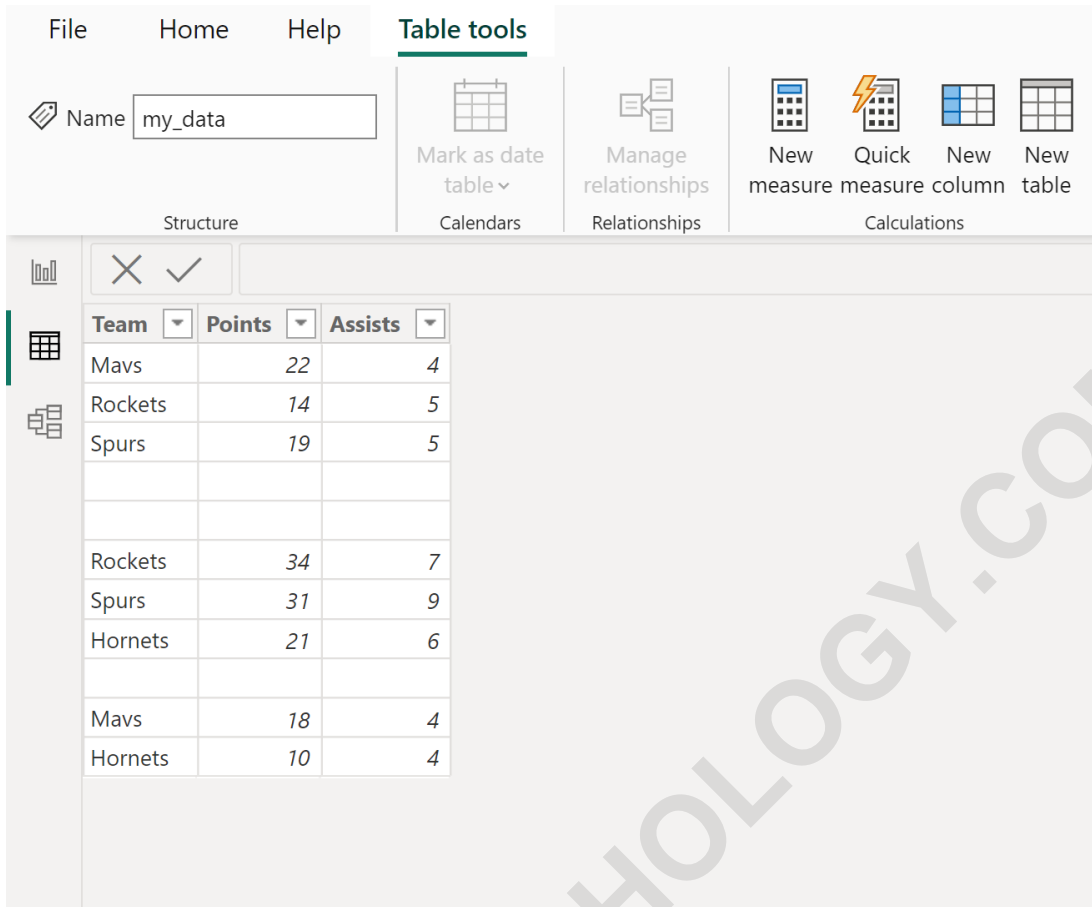 File Home Help Table tools
Name my_data
Mark as date table
Manage relationships
New measure
Quick measure
New column
New table
Structure Calendars Relationships Calculations
Team Points Assists
Mavs 22 4
Rockets 14 5
Spurs 19 5
Rockets 34 7
Spurs 31 9
Hornets 21 6
Mavs 18 4
Hornets 10 4
HOLOGY.CO